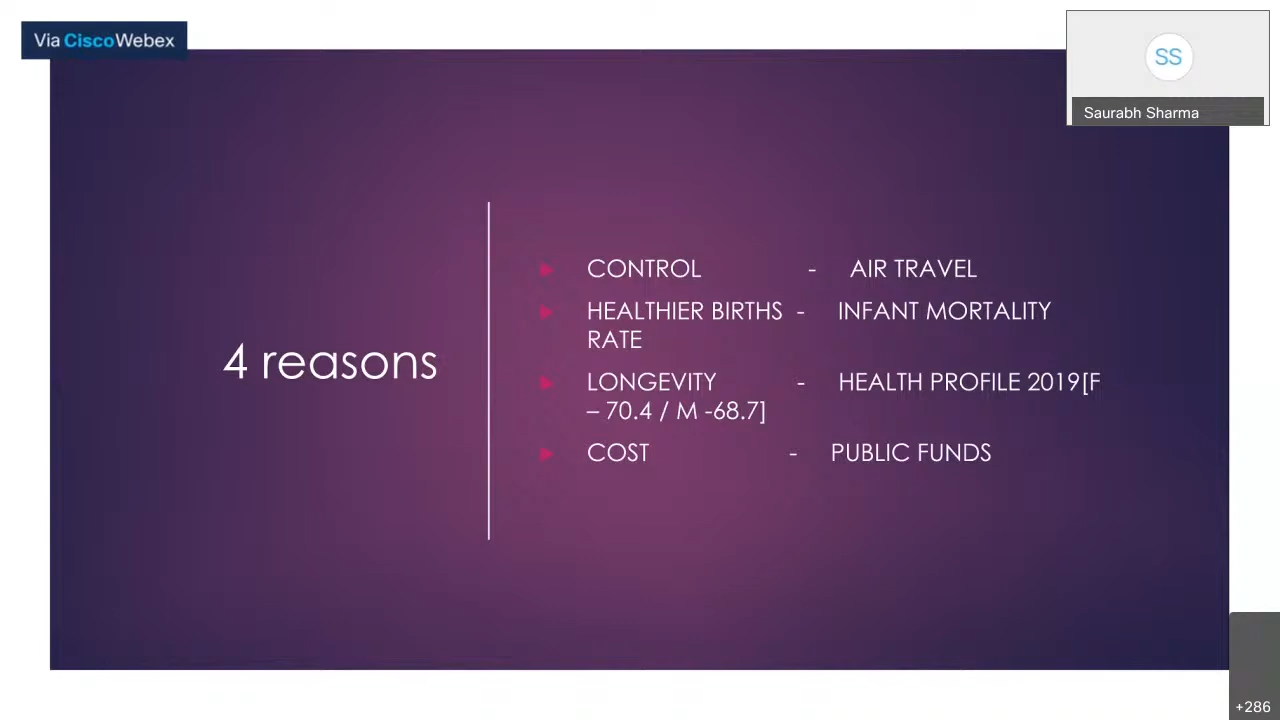 Via CiscoWebex
SS
Saurabh Sharma
4 reasons
CONTROL - AIR TRAVEL
HEALTHIER BIRTHS - INFANT MORTALITY
RATE
LONGEVITY - HEALTH PROFILE 2019[F
– 70.4 / M -68.7]
COST - PUBLIC FUNDS
+286